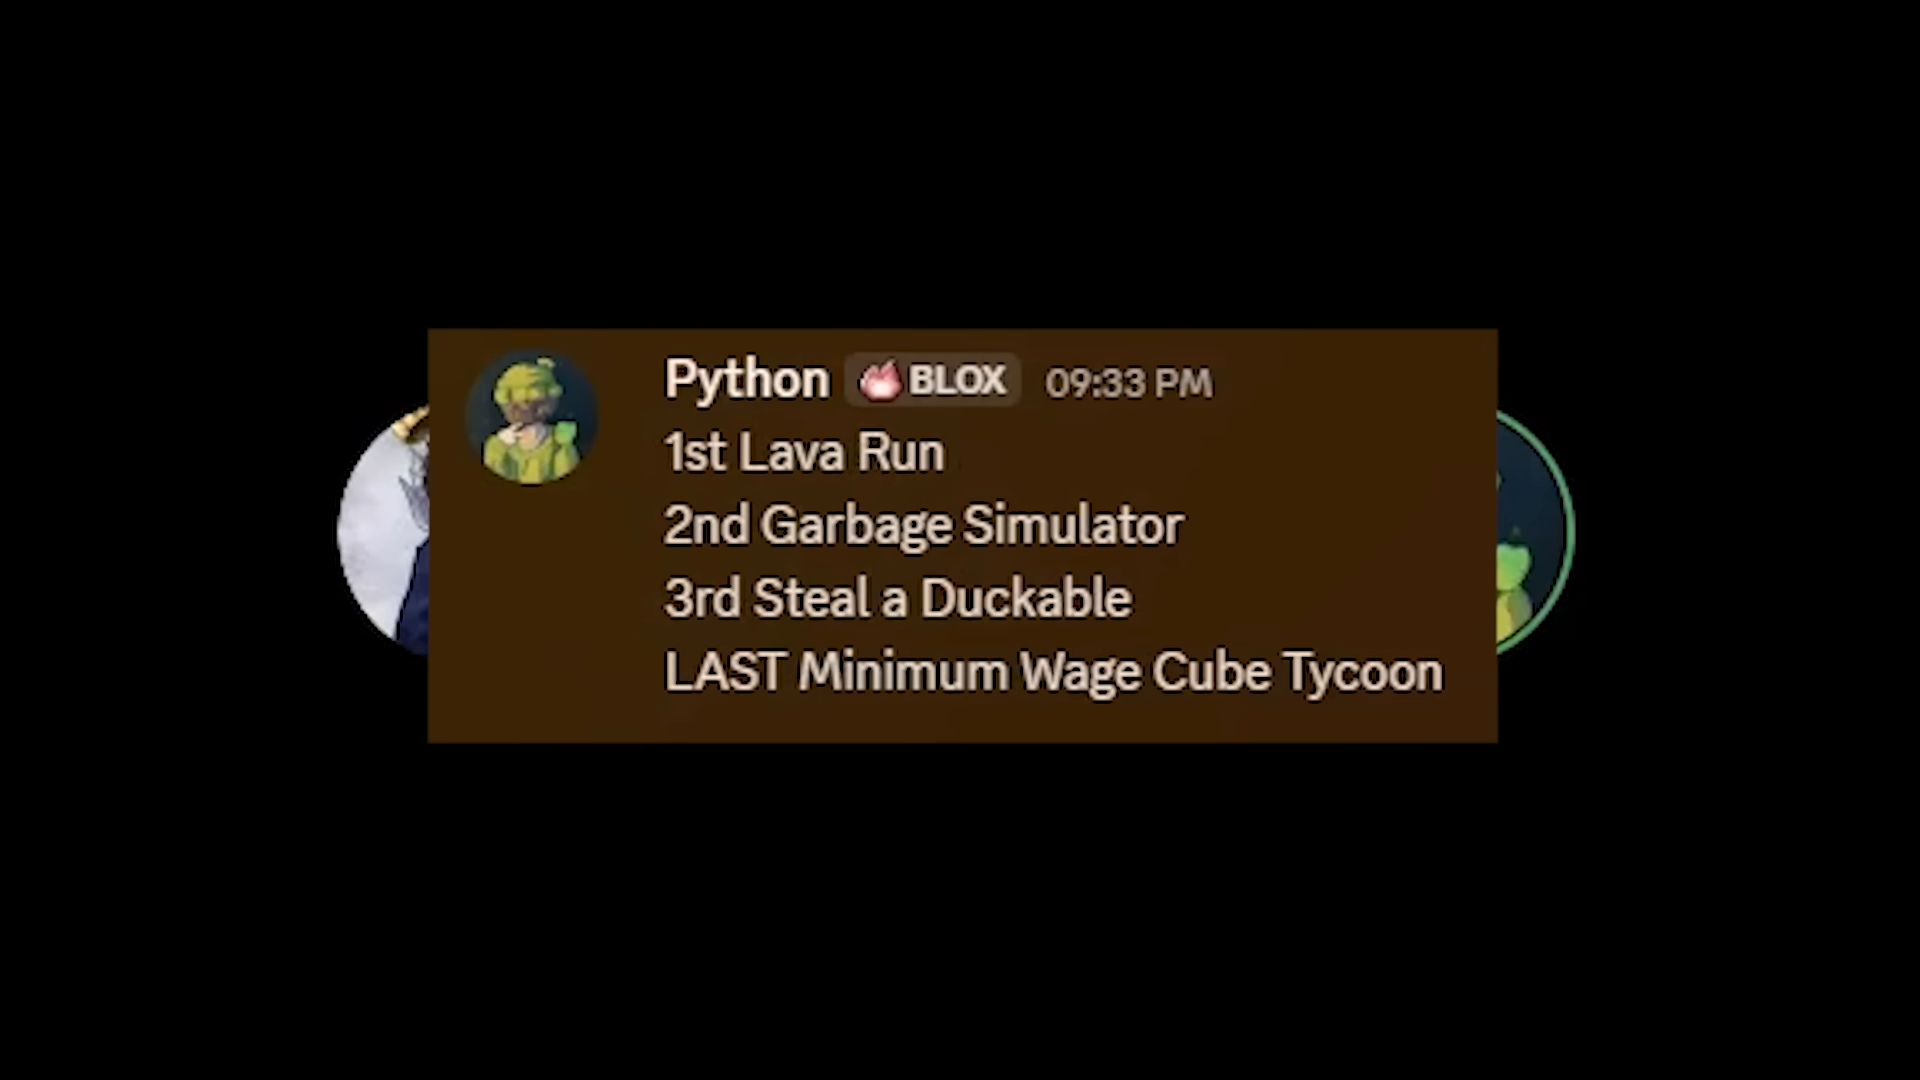 Python BLOX 09:33 PM
1st Lava Run
2nd Garbage Simulator
3rd Steal a Duckable
LAST Minimum Wage Cube Tycoon